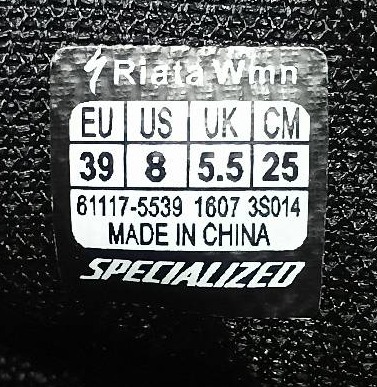 Riata Wmn
EU US UK CM
39 8 5.5 25
61117-5539 1607 3S014
MADE IN CHINA
SPECIALIZED